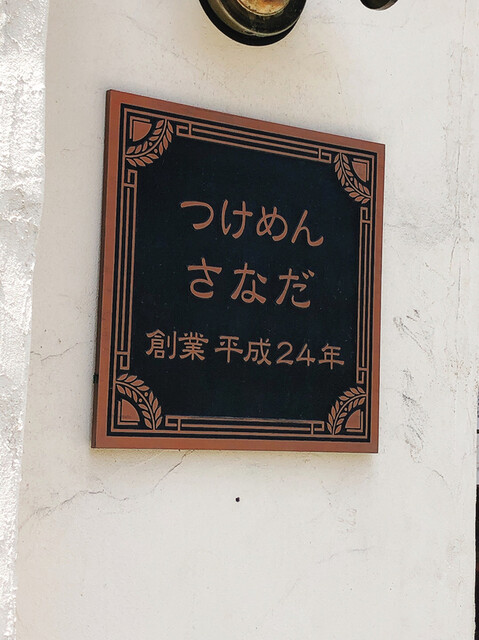 つけめん
さなだ
創業 平成24年